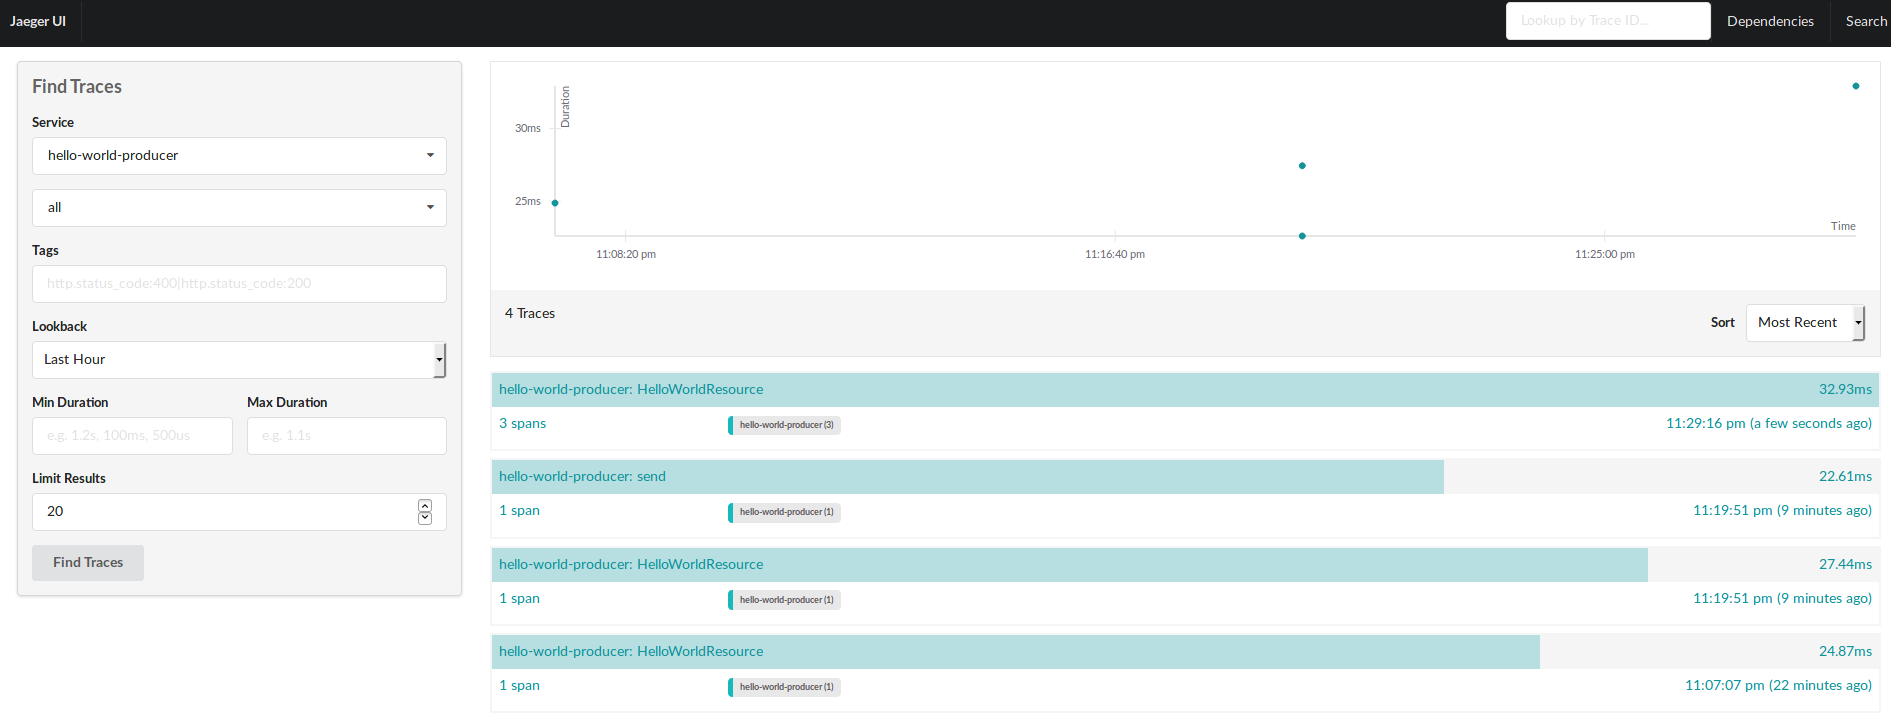 Jaeger UI
Lookup by Trace ID...
Dependencies
Search
Find Traces
Service
hello-world-producer
all
Tags
http.status_code:400|http.status_code:200
Lookback
Last Hour
Min Duration
Max Duration
e.g. 1.2s, 100ms, 500us
e.g. 1.1s
Limit Results
20
Find Traces
Duration
30ms
25ms
Time
11:08:20 pm
11:16:40 pm
11:25:00 pm
4 Traces
Sort
Most Recent
hello-world-producer: HelloWorldResource
32.93ms
3 spans
hello-world-producer (3)
11:29:16 pm (a few seconds ago)
hello-world-producer: send
22.61ms
1 span
hello-world-producer (1)
11:19:51 pm (9 minutes ago)
hello-world-producer: HelloWorldResource
27.44ms
1 span
hello-world-producer (1)
11:19:51 pm (9 minutes ago)
hello-world-producer: HelloWorldResource
24.87ms
1 span
hello-world-producer (1)
11:07:07 pm (22 minutes ago)